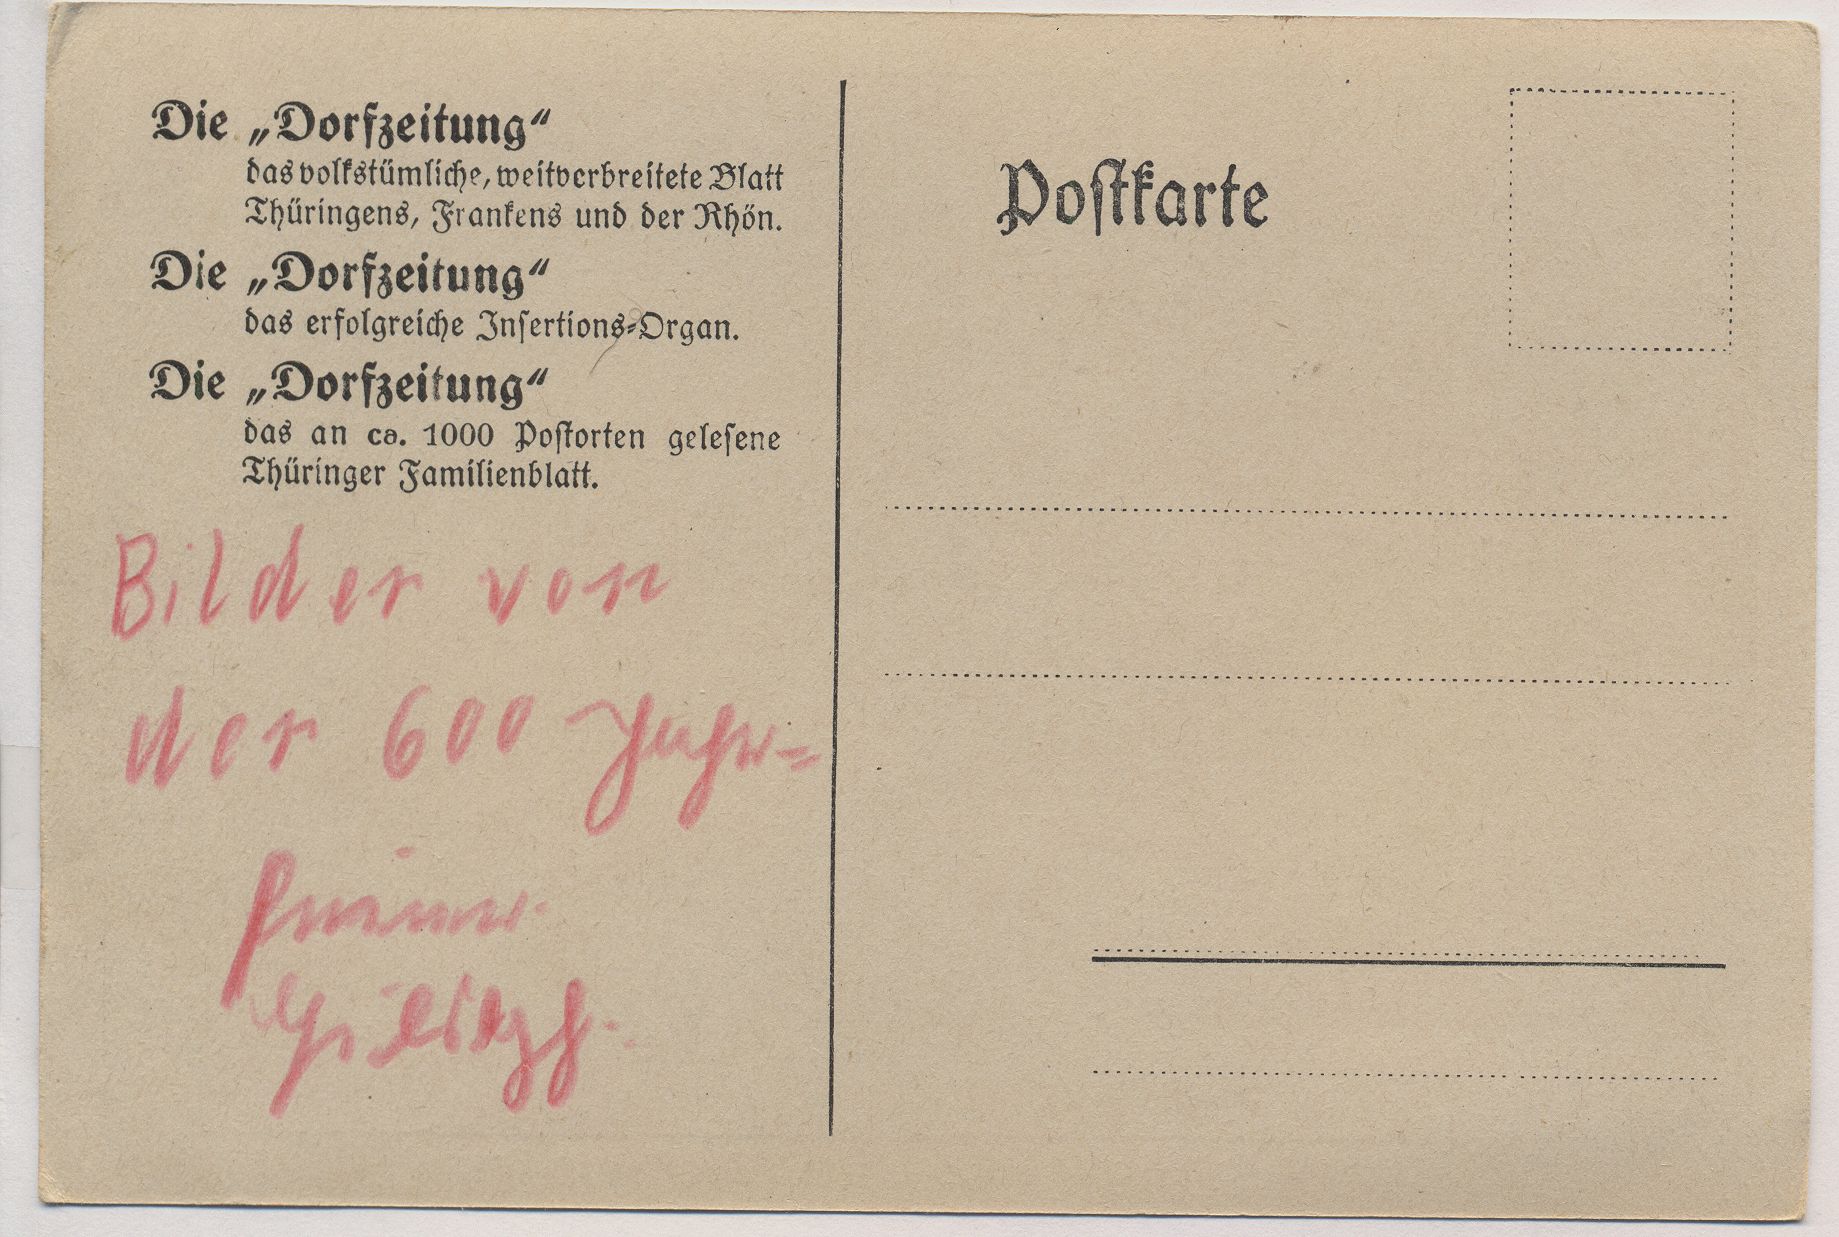 Die „Dorfzeitung“
das volkstümliche, weitverbreitete Blatt
Thüringens, Frankens und der Rhön.
Die „Dorfzeitung“
das erfolgreiche Insertions-Organ.
Die „Dorfzeitung“
das an ca. 1000 Postorten gelesene
Thüringer Familienblatt.
Bilder von
der 600 Jahr=
feier
Postkarte